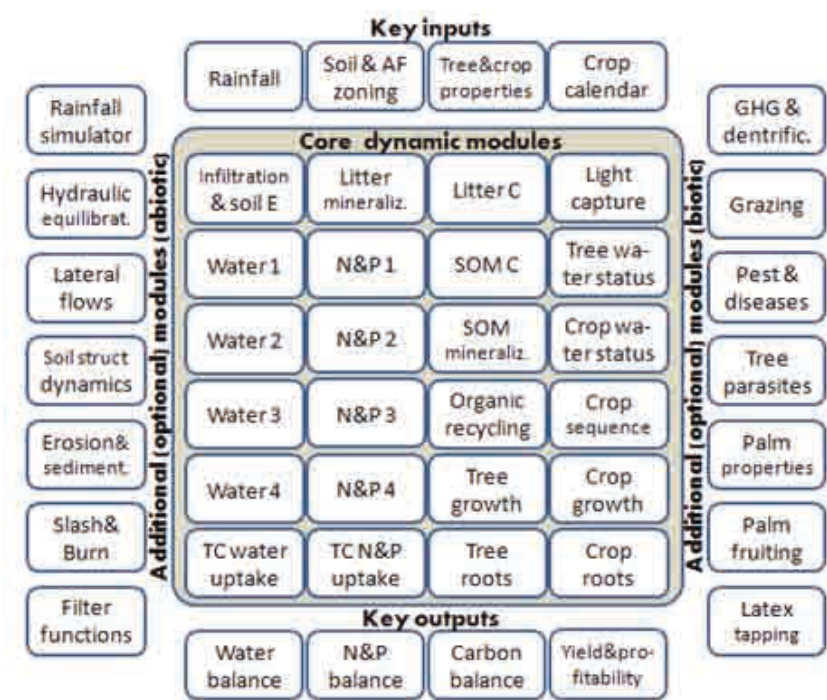 Key inputs
Rainfall
Soil & AF
zoning
Tree&crop
properties
Crop
calendar
Rainfall
simulator
Hydraulic
equilibrat.
Lateral
flows
Soil struct
dynamics
Erosion&
sediment.
Slash&
Burn
Filter
functions
Additional (optional) modules (abiotic)
Core dynamic modules
Infiltration
& soil E
Litter
mineraliz.
Litter C
Light
capture
Water 1
N&P 1
SOM C
Tree wa-
ter status
Water 2
N&P 2
SOM
mineraliz.
Crop wa-
ter status
Water 3
N&P 3
Organic
recycling
Crop
sequence
Water 4
N&P 4
Tree
growth
Crop
growth
TC water
uptake
TC N&P
uptake
Tree
roots
Crop
roots
Additional (optional) modules (biotic)
GHG &
dentrific.
Grazing
Pest &
diseases
Tree
parasites
Palm
properties
Palm
fruiting
Latex
tapping
Key outputs
Water
balance
N&P
balance
Carbon
balance
Yield&pro-
fitability